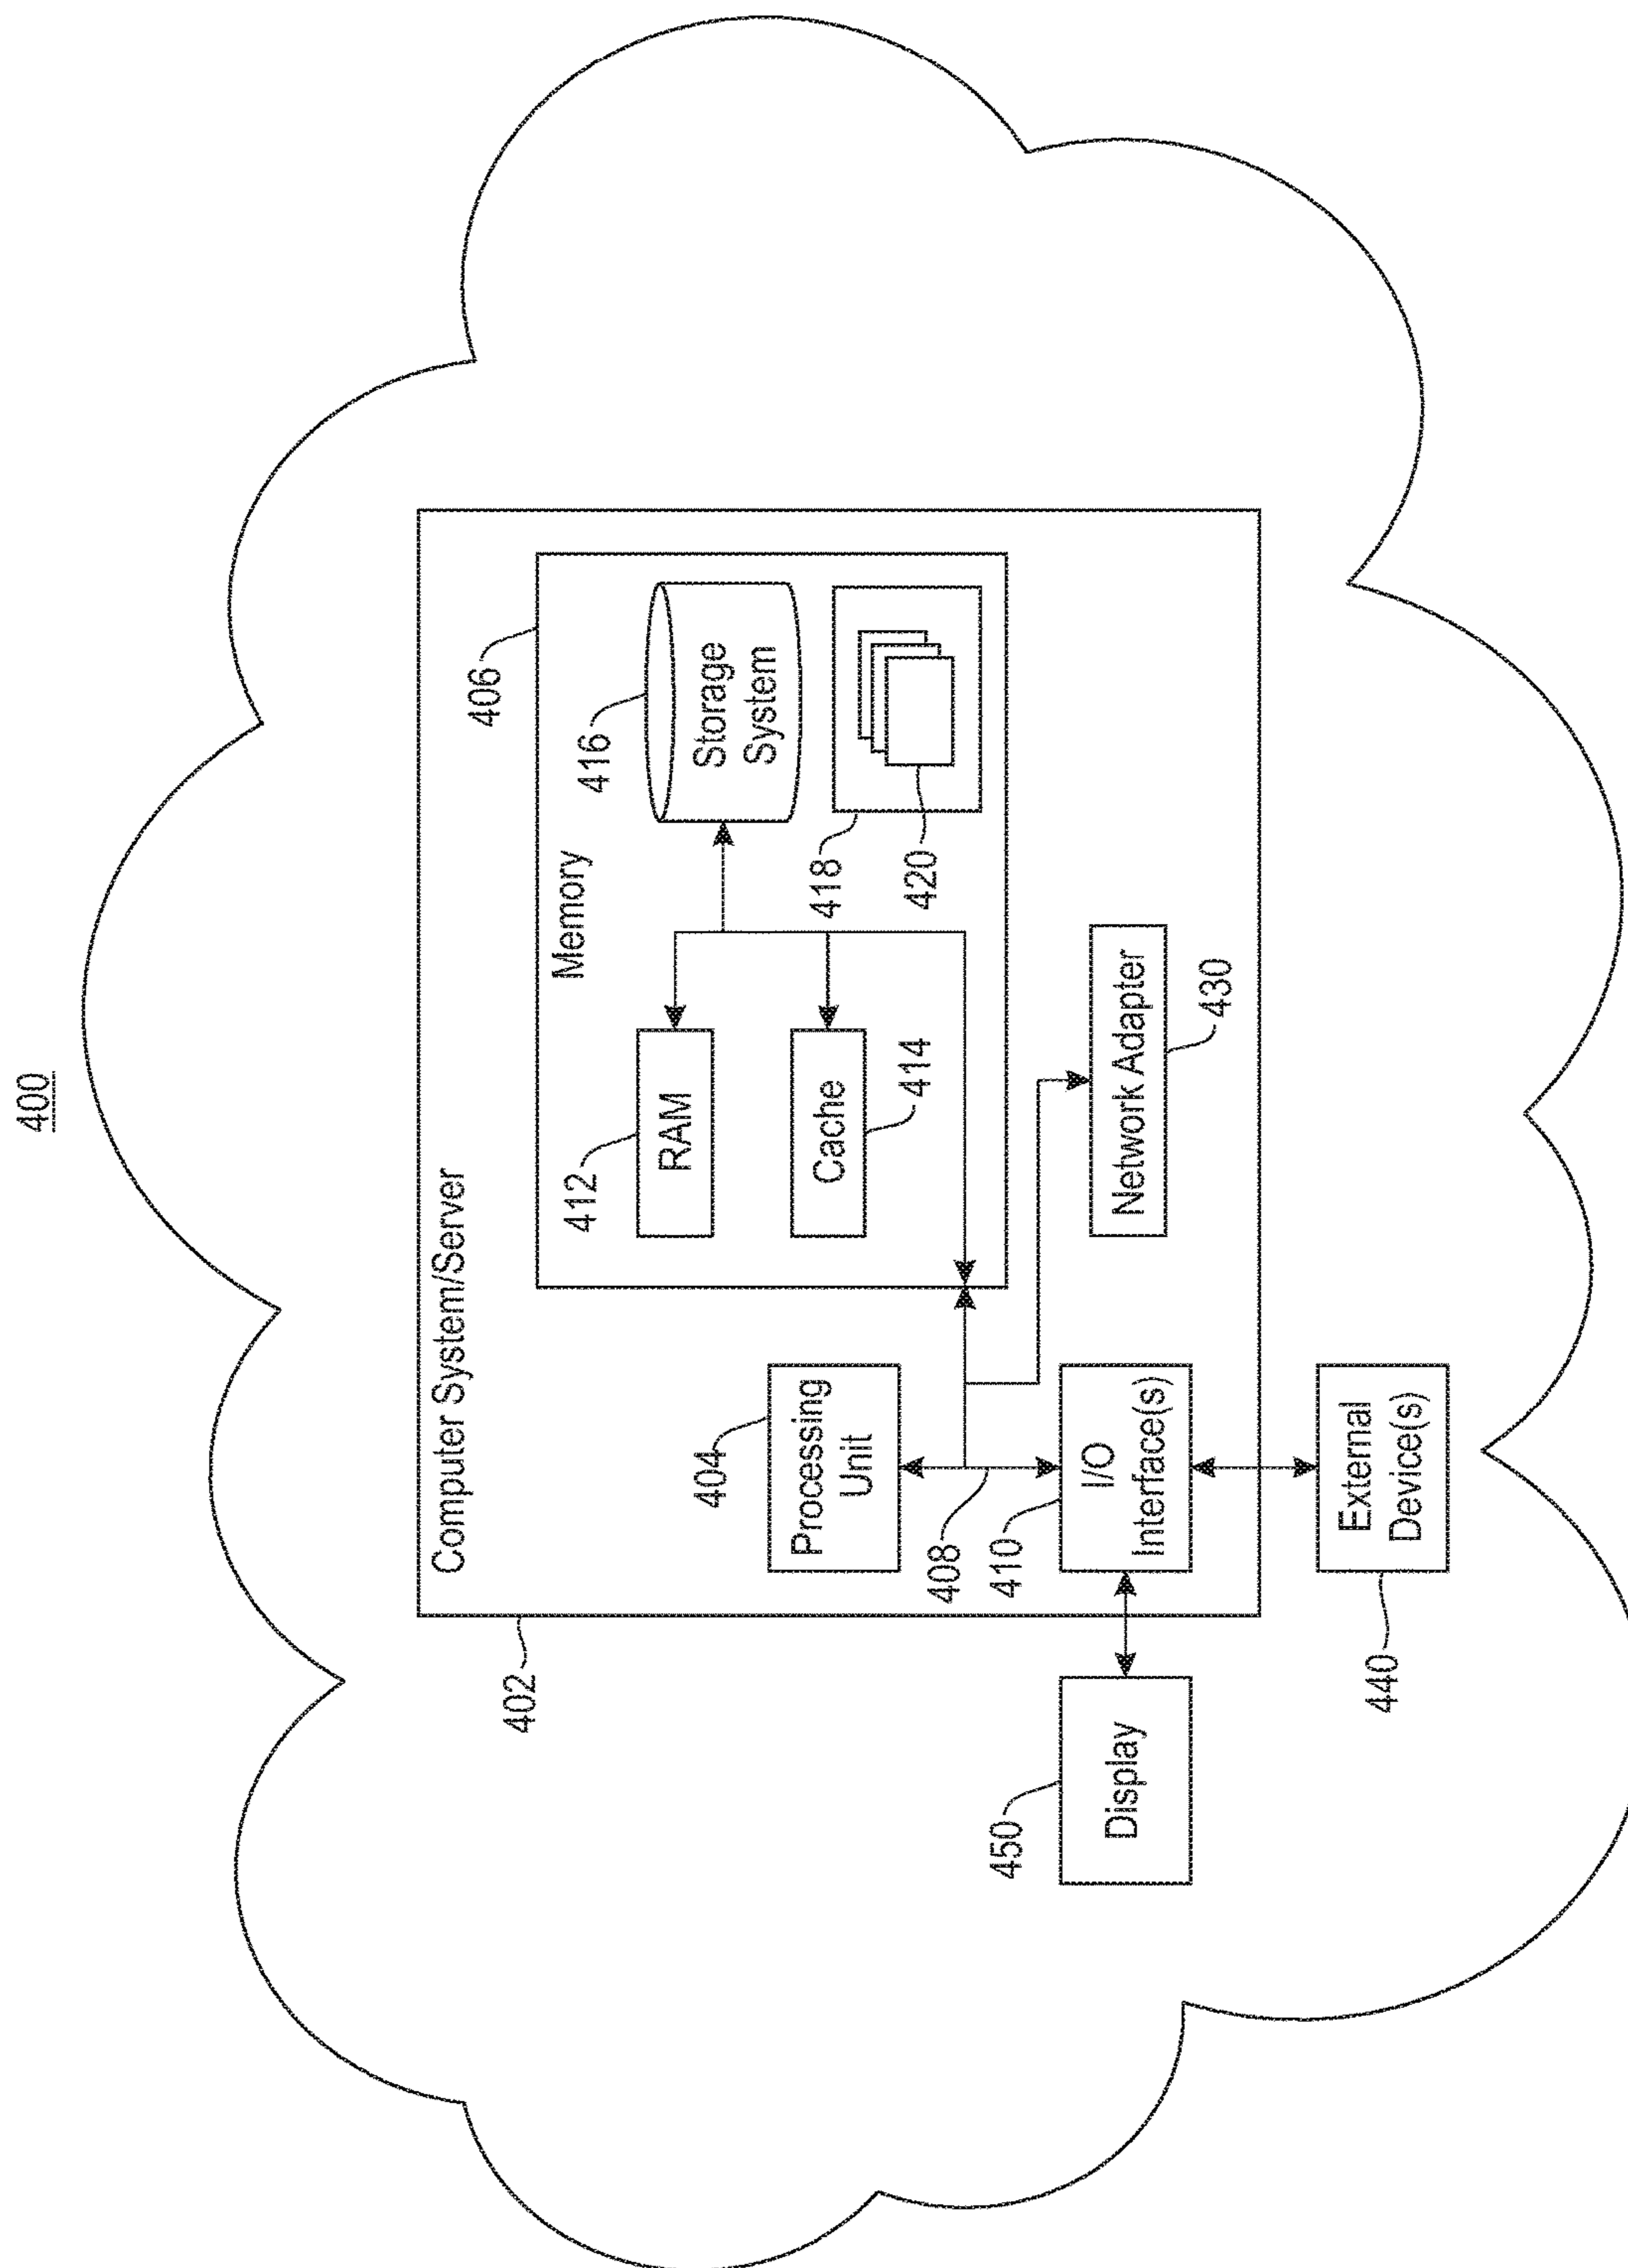 400
Computer System/Server
402
406
Memory
416
Storage
System
412
RAM
404
Processing
Unit
Cache
414
418
420
408
410
I/O
Interface(s)
Network Adapter
430
450
Display
External
Device(s)
440